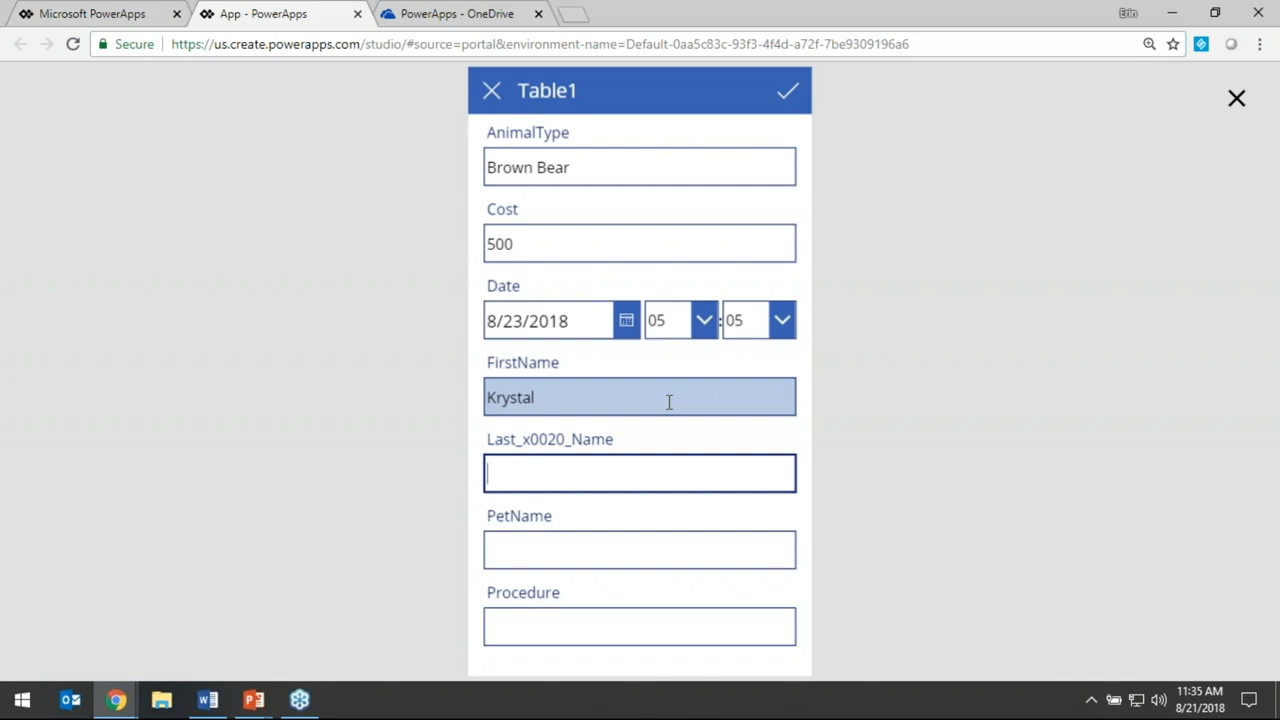 Microsoft PowerApps
App - PowerApps
PowerApps - OneDrive
Erin
Secure
https://us.create.powerapps.com/studio/#source=portal&environment-name=Default-0aa5c83c-93f3-4f4d-a72f-7be9309196a6
Table1
AnimalType
Brown Bear
Cost
500
Date
8/23/2018
05 : 05
FirstName
Krystal
Last_x0020_Name
PetName
Procedure
11:35 AM
8/21/2018